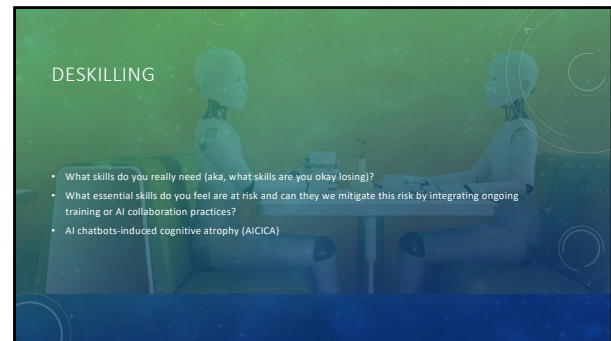 DESKILLING
• What skills do you really need (aka, what skills are you okay losing)?
• What essential skills do you feel are at risk and can they we mitigate this risk by integrating ongoing
training or AI collaboration practices?
• AI chatbots-induced cognitive atrophy (AICICA)